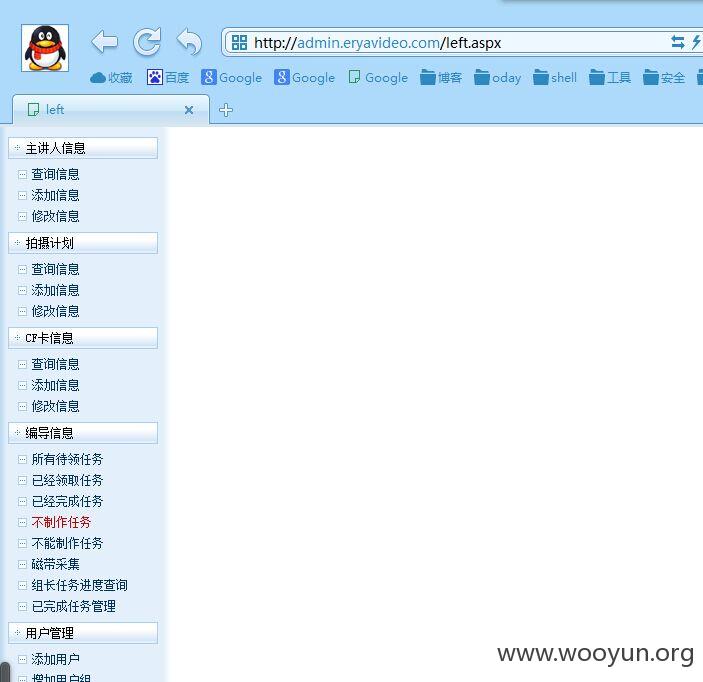 http://admin.eryavideo.com/left.aspx
收藏 百度 Google Google Google 博客 oday shell 工具 安全
left
主讲人信息
查询信息
添加信息
修改信息
拍摄计划
查询信息
添加信息
修改信息
CF卡信息
查询信息
添加信息
修改信息
编导信息
所有待领任务
已经领取任务
已经完成任务
不制作任务
不能制作任务
磁带采集
组长任务进度查询
已完成任务管理
用户管理
添加用户
增加用户组
www.wooyun.org